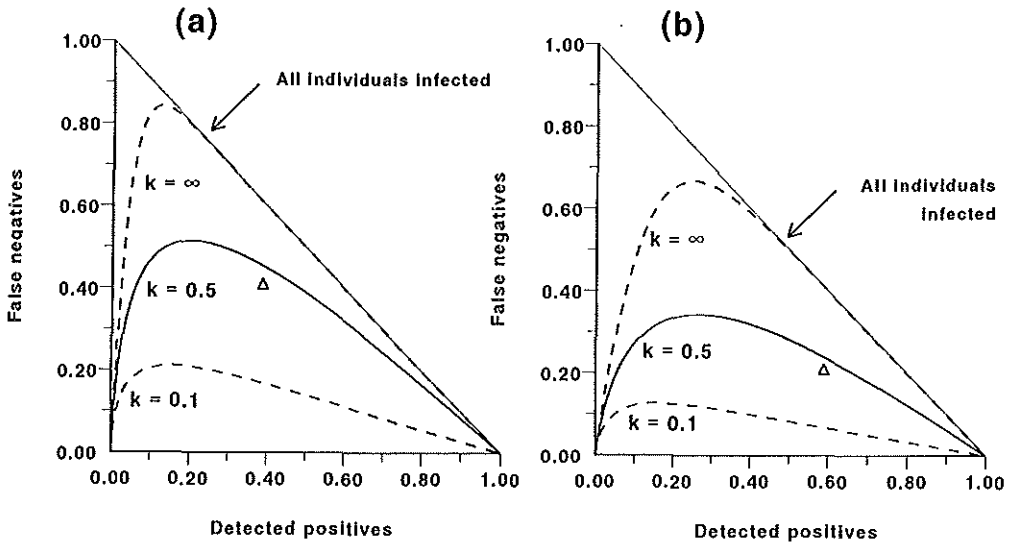 (a)
1.00
0.80
0.60
0.40
0.20
0.00
False negatives
All individuals infected
k = ∞
k = 0.5
Δ
k = 0.1
0.00 0.20 0.40 0.60 0.80 1.00
Detected positives
(b)
1.00
0.80
0.60
0.40
0.20
0.00
False negatives
All individuals
infected
k = ∞
k = 0.5
Δ
k = 0.1
0.00 0.20 0.40 0.60 0.80 1.00
Detected positives